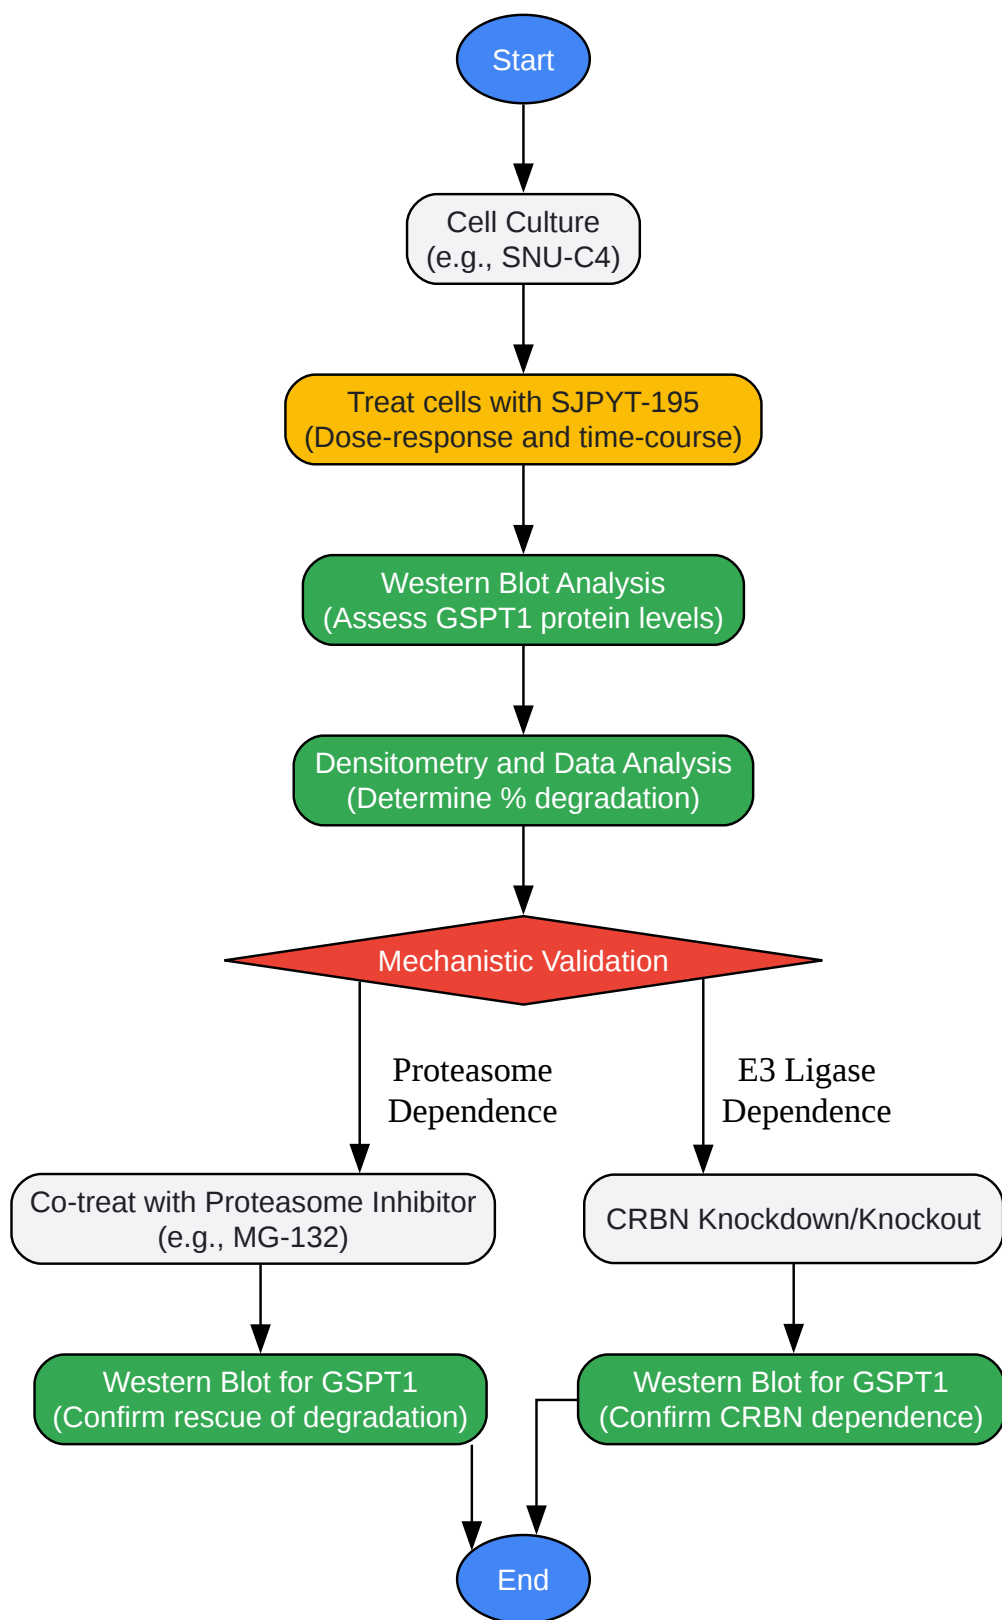 Start
Cell Culture
(e.g., SNU-C4)
Treat cells with SJPYT-195
(Dose-response and time-course)
Western Blot Analysis
(Assess GSPT1 protein levels)
Densitometry and Data Analysis
(Determine % degradation)
Mechanistic Validation
Proteasome
Dependence
E3 Ligase
Dependence
Co-treat with Proteasome Inhibitor
(e.g., MG-132)
CRBN Knockdown/Knockout
Western Blot for GSPT1
(Confirm rescue of degradation)
Western Blot for GSPT1
(Confirm CRBN dependence)
End